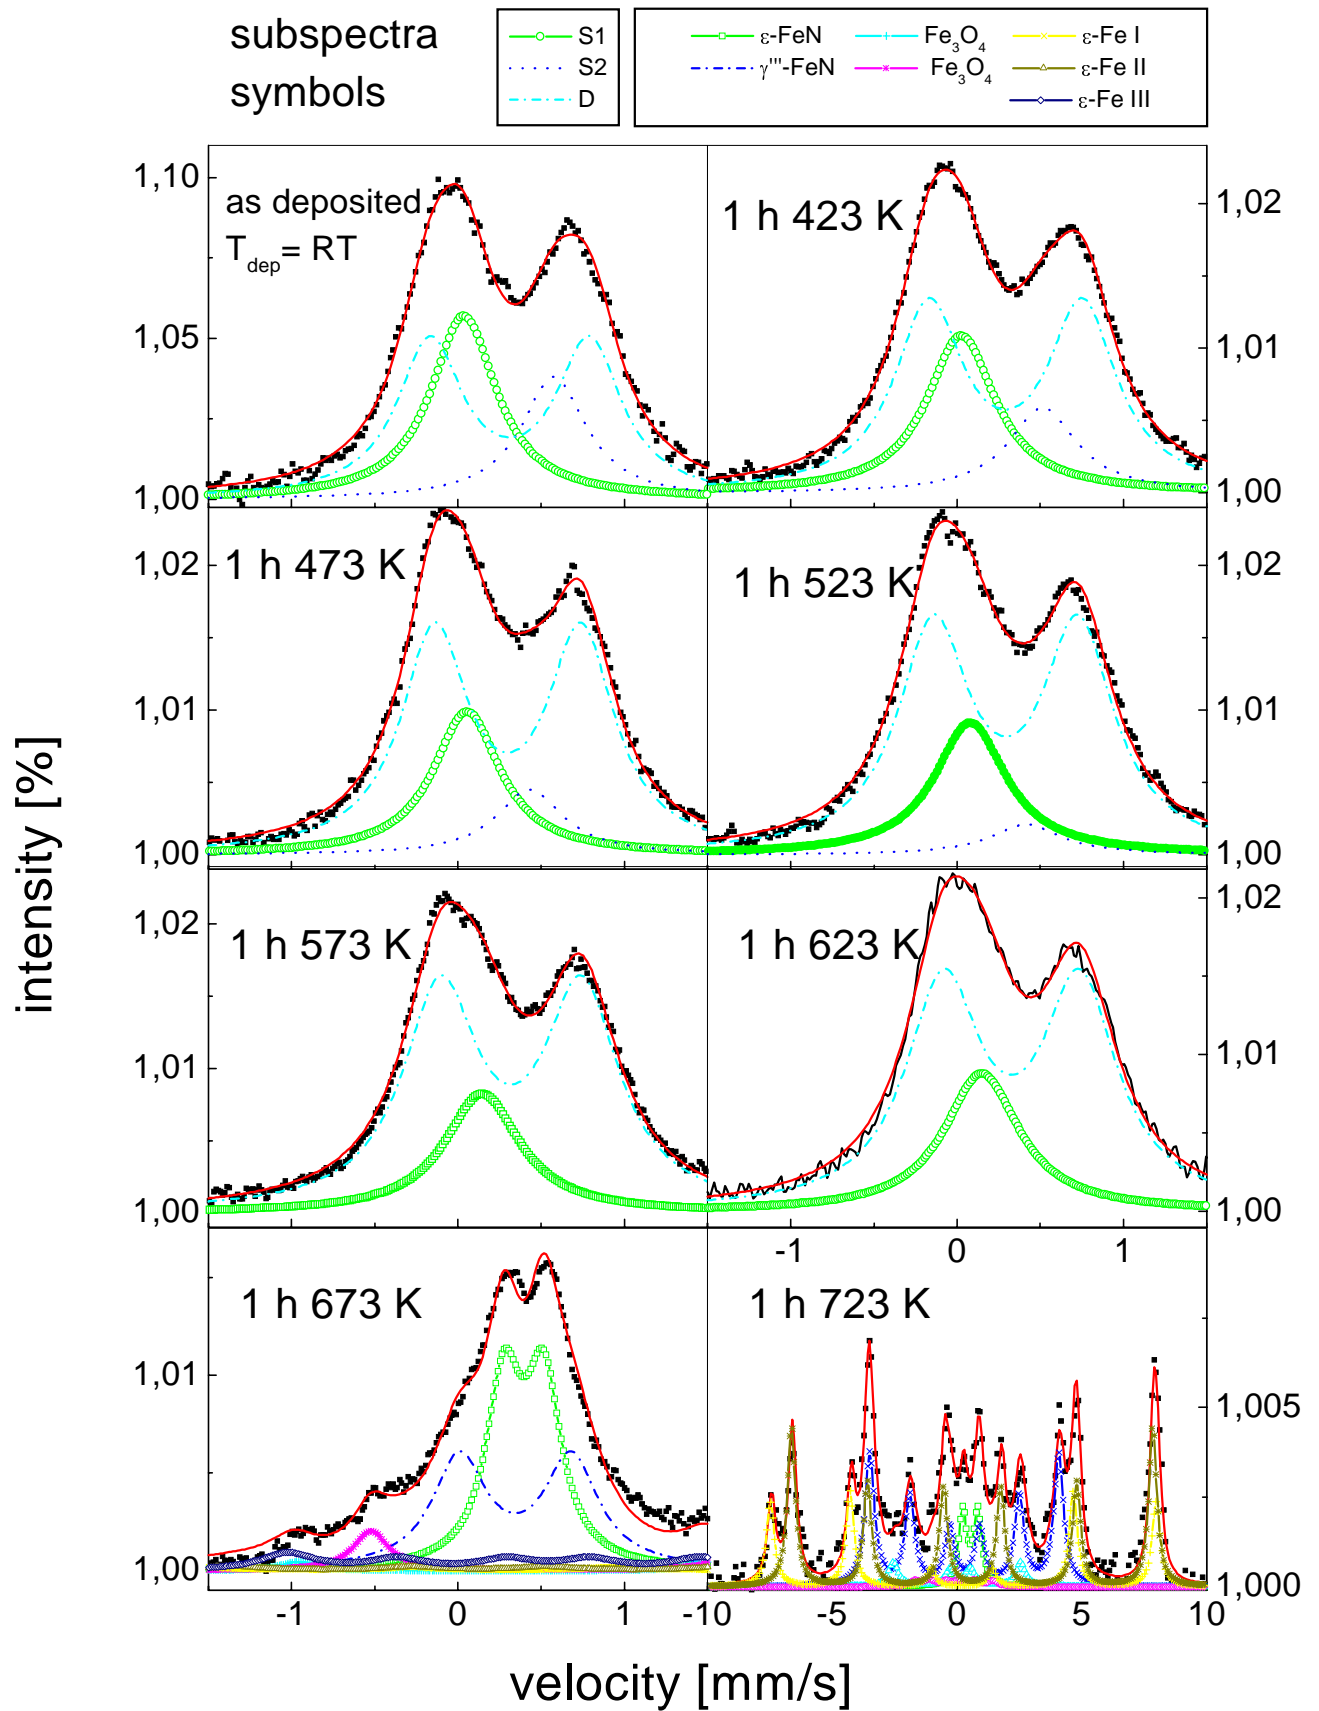 subspectra
symbols
S1
S2
D
ε-FeN
γ'''-FeN
Fe3O4
Fe3O4
ε-Fe I
ε-Fe II
ε-Fe III
1,10
1,05
1,00
as deposited
Tdep= RT
1 h 423 K
1,02
1,01
1,00
1,02
1,01
1,00
1 h 473 K
1 h 523 K
1,02
1,01
1,00
1,02
1,01
1,00
1 h 573 K
1 h 623 K
1,02
1,01
1,00
-1 0 1
1,01
1,00
1 h 673 K
1 h 723 K
1,005
1,000
-1 0 1 -10 -5 0 5 10
intensity [%]
velocity [mm/s]